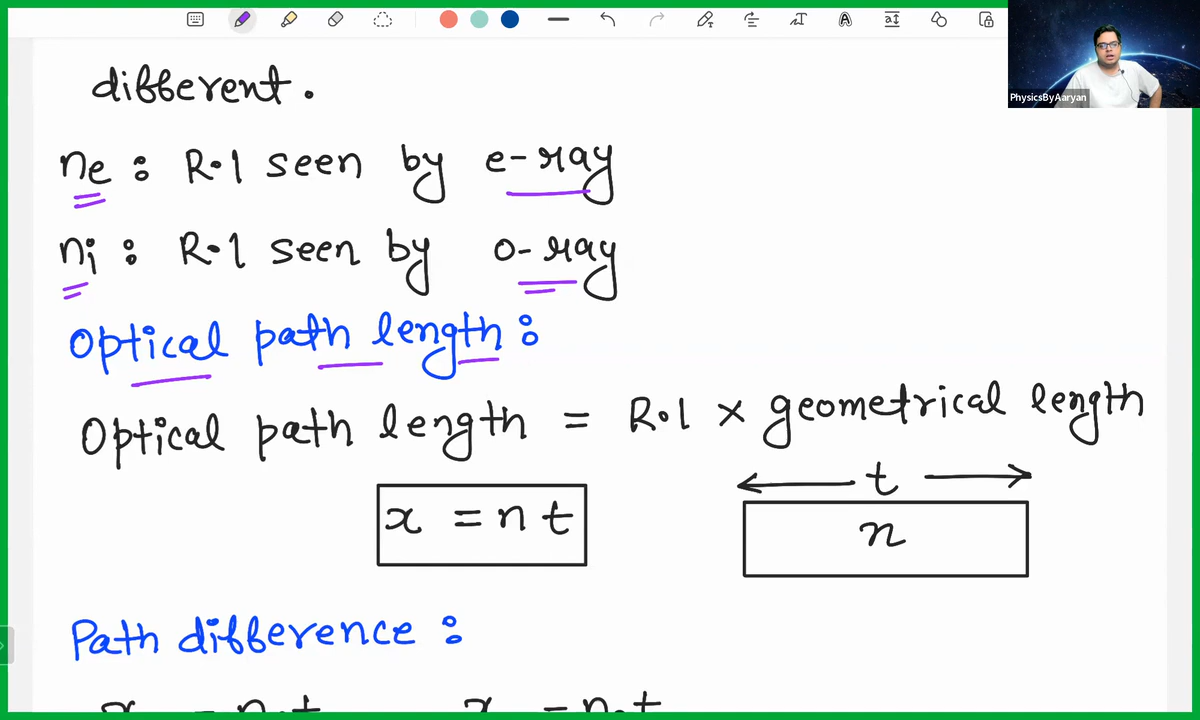 PhysicsByAaryan
different.
ne : R.I seen by e-ray
ni : R.I seen by o-ray
Optical path length :
Optical path length = R.I × geometrical length
t
x = n t
n
Path difference :